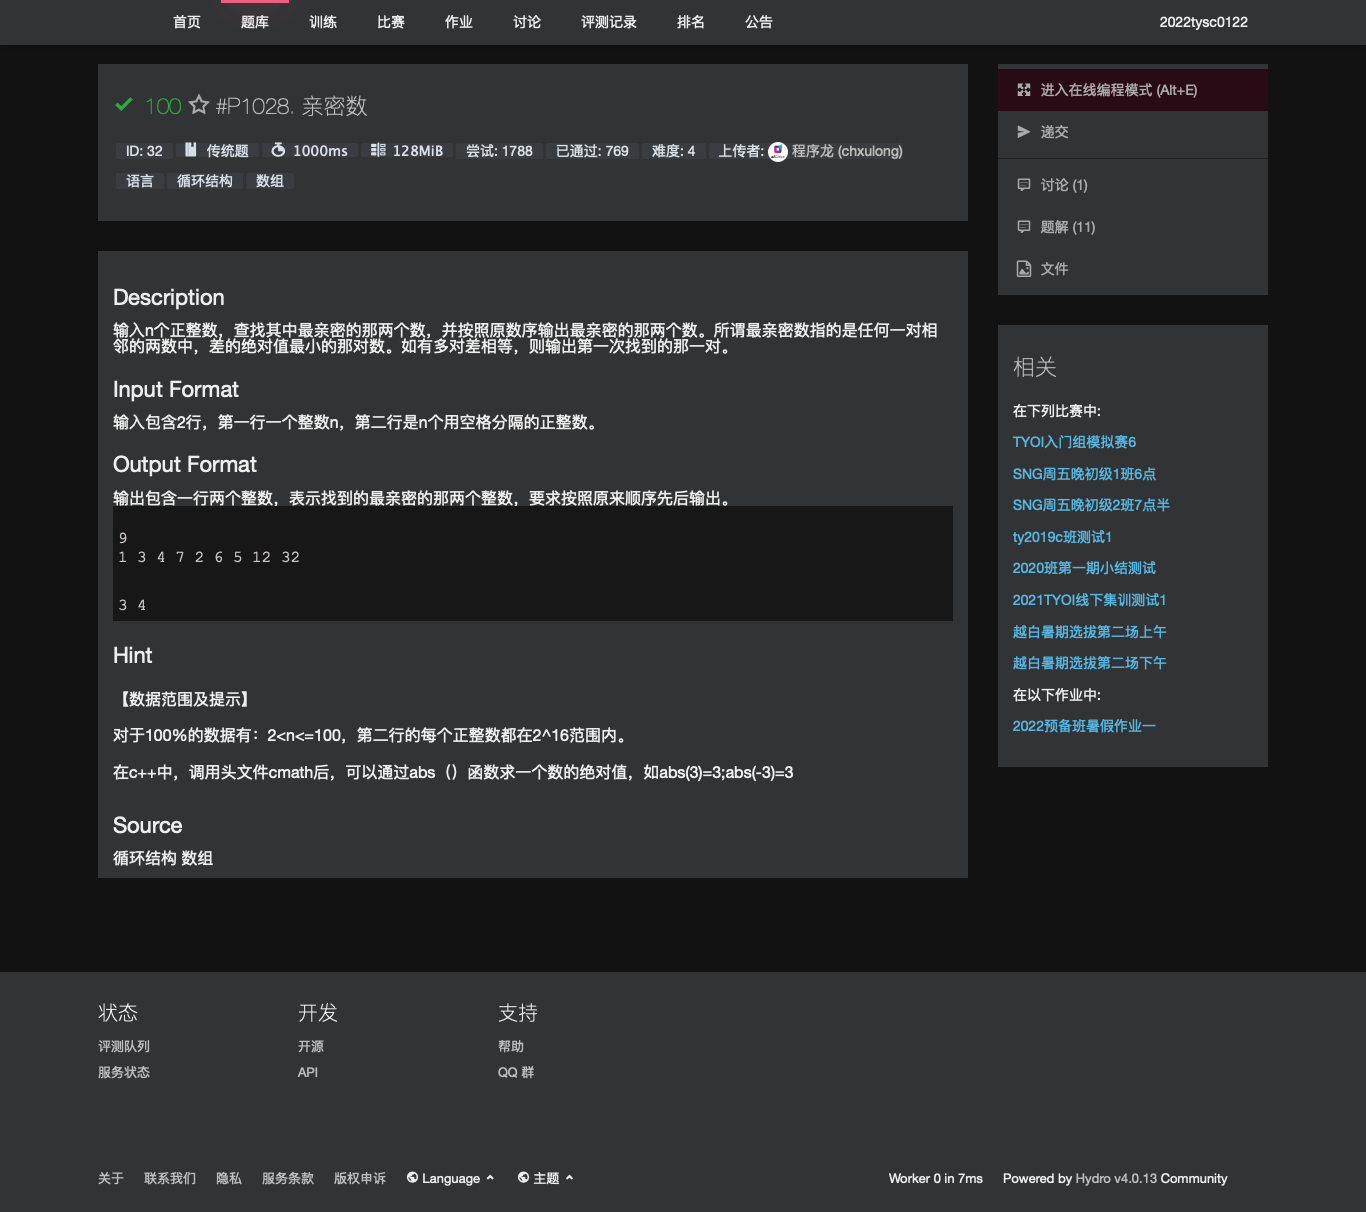 首页 题库 训练 比赛 作业 讨论 评测记录 排名 公告 2022tysc0122
100 #P1028. 亲密数
ID: 32 传统题 1000ms 128MiB 尝试: 1788 已通过: 769 难度: 4 上传者: 程序龙 (chxulong)
语言 循环结构 数组
Description
输入n个正整数，查找其中最亲密的那两个数，并按照原数序输出最亲密的那两个数。所谓最亲密数指的是任何一对相
邻的两数中，差的绝对值最小的那对数。如有多对差相等，则输出第一次找到的那一对。
Input Format
输入包含2行，第一行一个整数n，第二行是n个用空格分隔的正整数。
Output Format
输出包含一行两个整数，表示找到的最亲密的那两个整数，要求按照原来顺序先后输出。
9
1 3 4 7 2 6 5 12 32
3 4
Hint
【数据范围及提示】
对于100%的数据有：2<n<=100，第二行的每个正整数都在2^16范围内。
在c++中，调用头文件cmath后，可以通过abs（）函数求一个数的绝对值，如abs(3)=3;abs(-3)=3
Source
循环结构 数组
进入在线编程模式 (Alt+E)
递交
讨论 (1)
题解 (11)
文件
相关
在下列比赛中:
TYOI入门组模拟赛6
SNG周五晚初级1班6点
SNG周五晚初级2班7点半
ty2019c班测试1
2020班第一期小结测试
2021TYOI线下集训测试1
越白暑期选拔第二场上午
越白暑期选拔第二场下午
在以下作业中:
2022预备班暑假作业一
状态 开发 支持
评测队列 开源 帮助
服务状态 API QQ 群
关于 联系我们 隐私 服务条款 版权申诉 Language 主题 Worker 0 in 7ms Powered by Hydro v4.0.13 Community